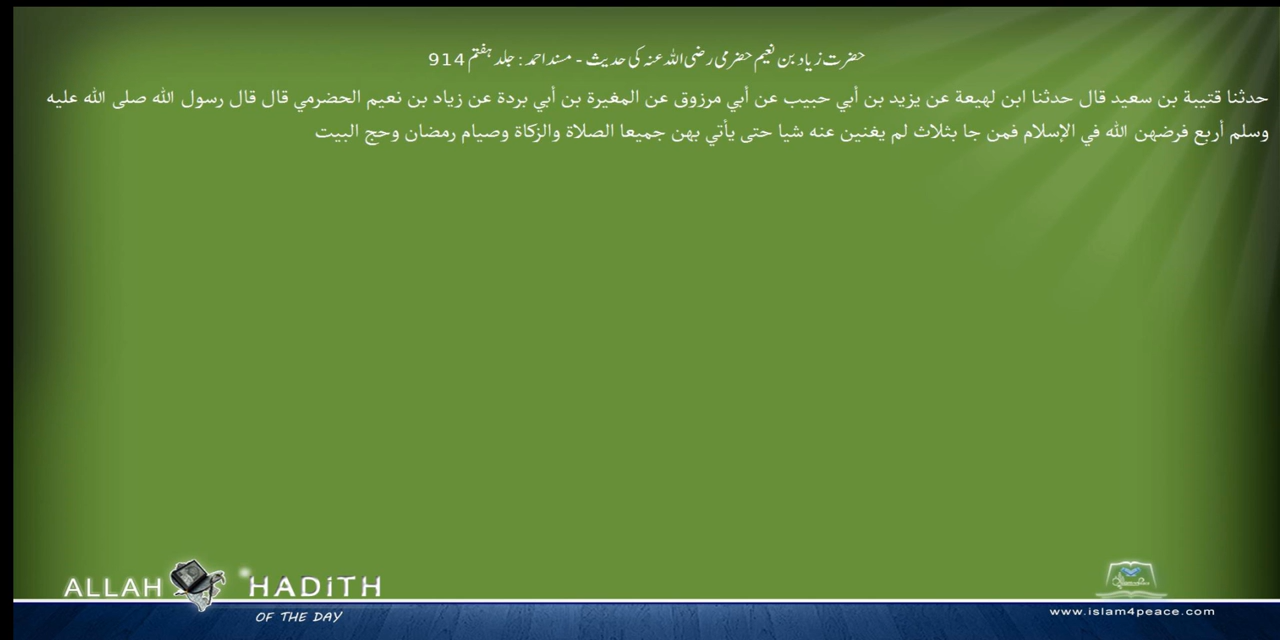 حضرت زیاد بن نعیم حضرمی رضی اللہ عنہ کی حدیث - مسند احمد : جلد ہفتم 914
حدثنا قتيبة بن سعيد قال حدثنا ابن لهيعة عن يزيد بن أبي حبيب عن أبي مرزوق عن المغيرة بن أبي بردة عن زياد بن نعيم الحضرمي قال قال رسول الله صلى الله عليه
وسلم أربع فرضهن الله في الإسلام فمن جا بثلاث لم يغنين عنه شيا حتى يأتي بهن جميعا الصلاة والزكاة وصيام رمضان وحج البيت
ALLAH HADITH
OF THE DAY
www.islam4peace.com